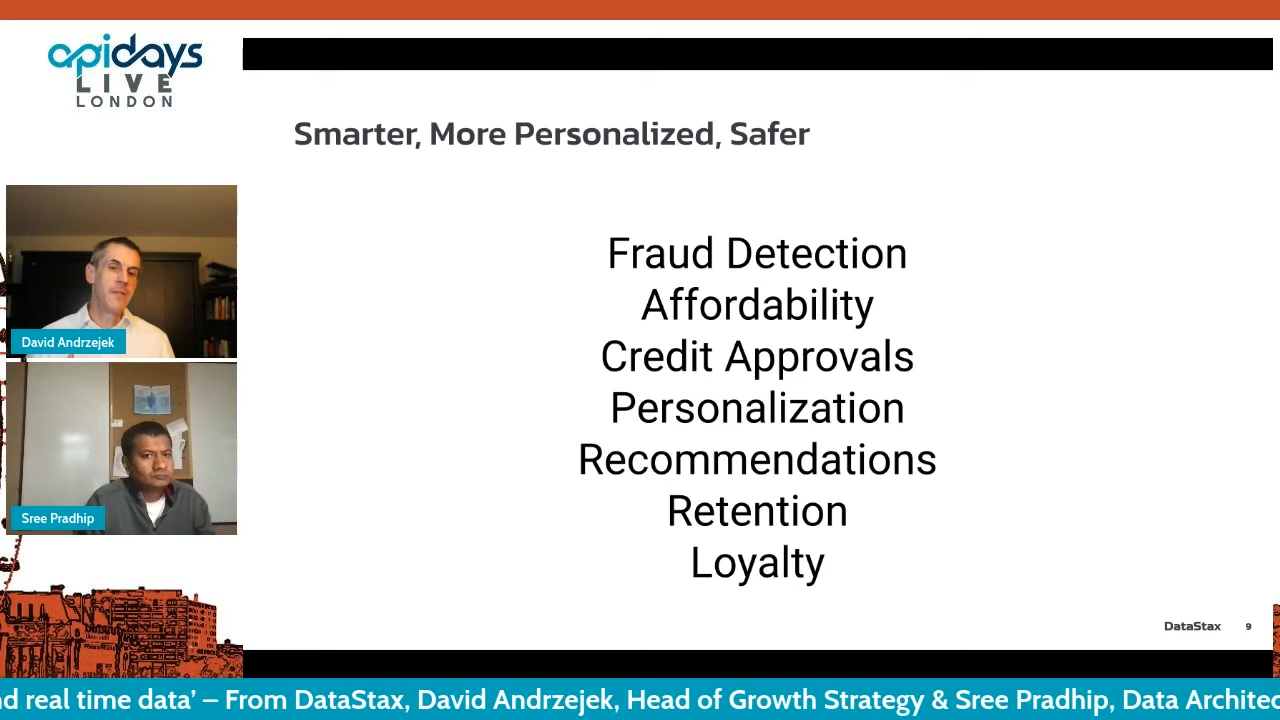 apidays
LIVE
LONDON
Smarter, More Personalized, Safer
David Andrzejek
Sree Pradhip
Fraud Detection
Affordability
Credit Approvals
Personalization
Recommendations
Retention
Loyalty
DataStax 9
real time data’ – From DataStax, David Andrzejek, Head of Growth Strategy & Sree Pradhip, Data